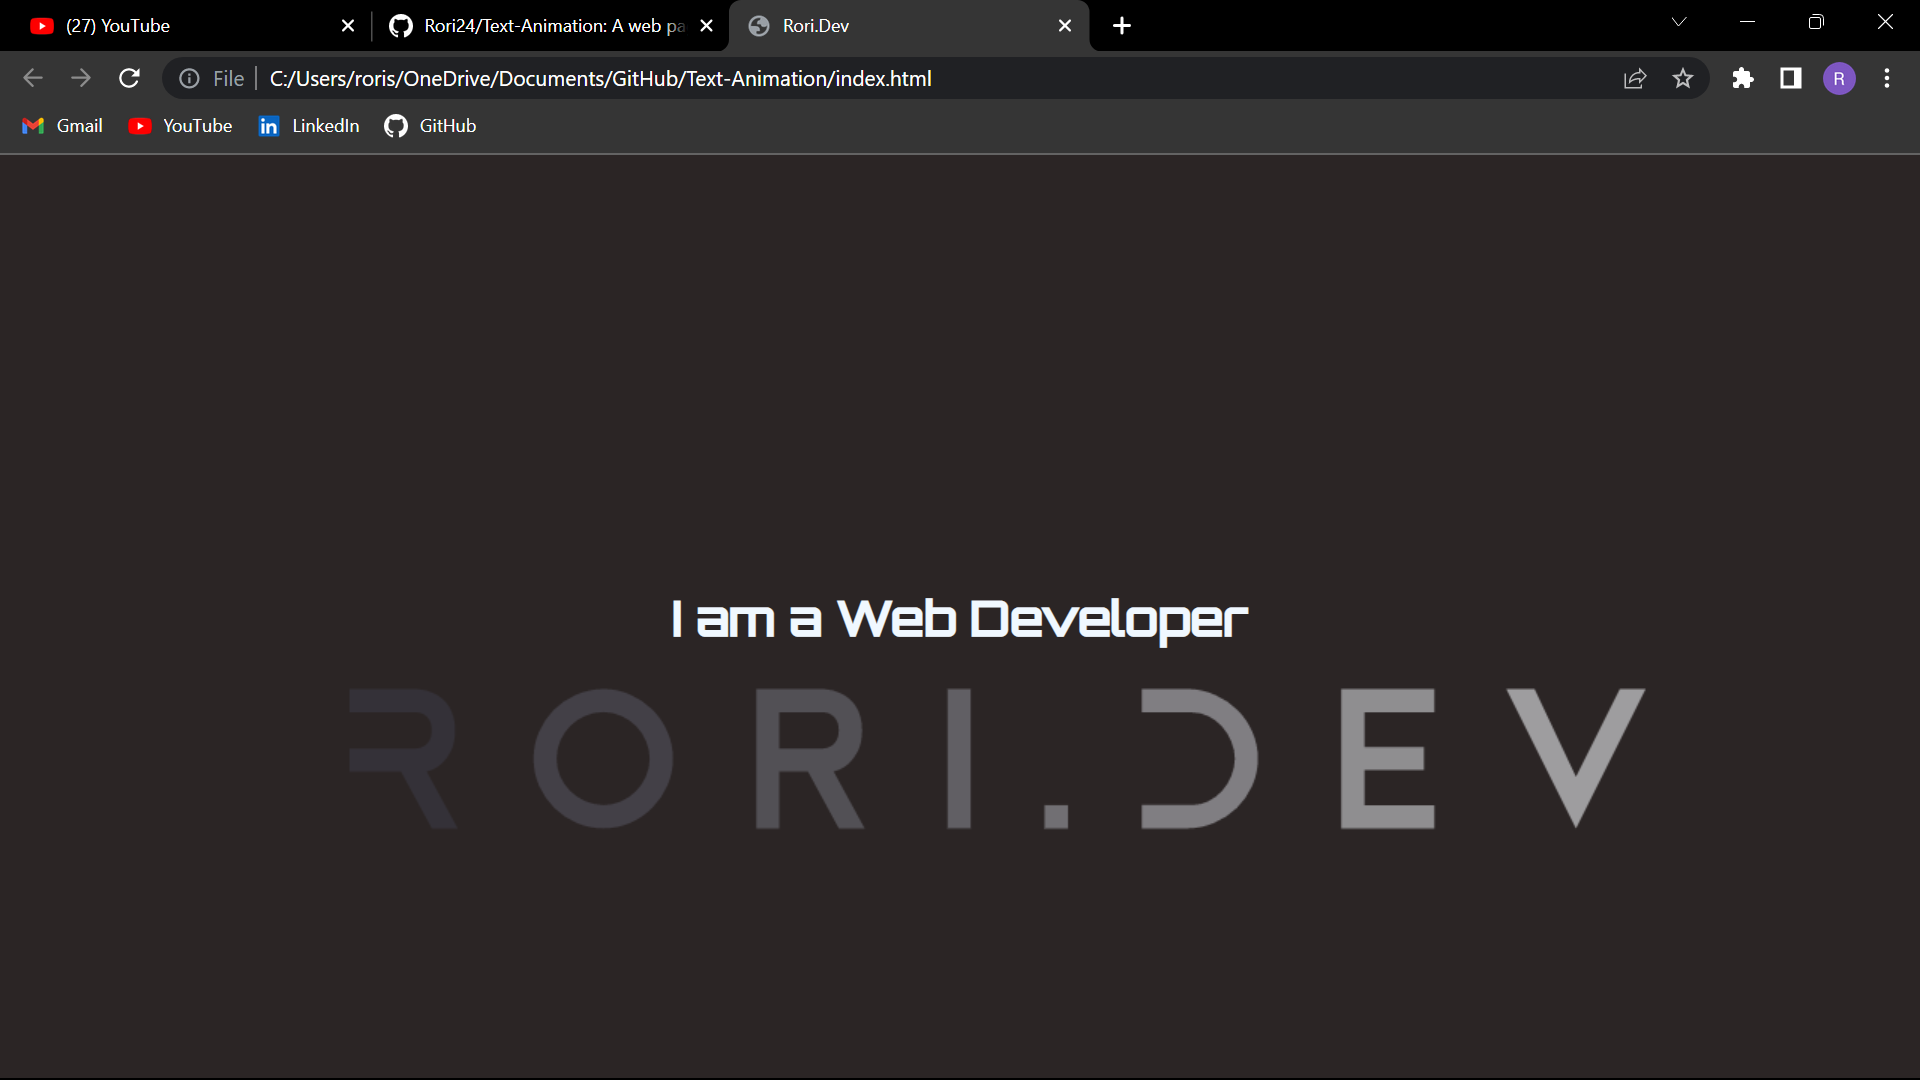 (27) YouTube
Rori24/Text-Animation: A web pa
Rori.Dev
File
C:/Users/roris/OneDrive/Documents/GitHub/Text-Animation/index.html
R
Gmail
YouTube
in
LinkedIn
GitHub
I am a Web Developer
RORI.DEV